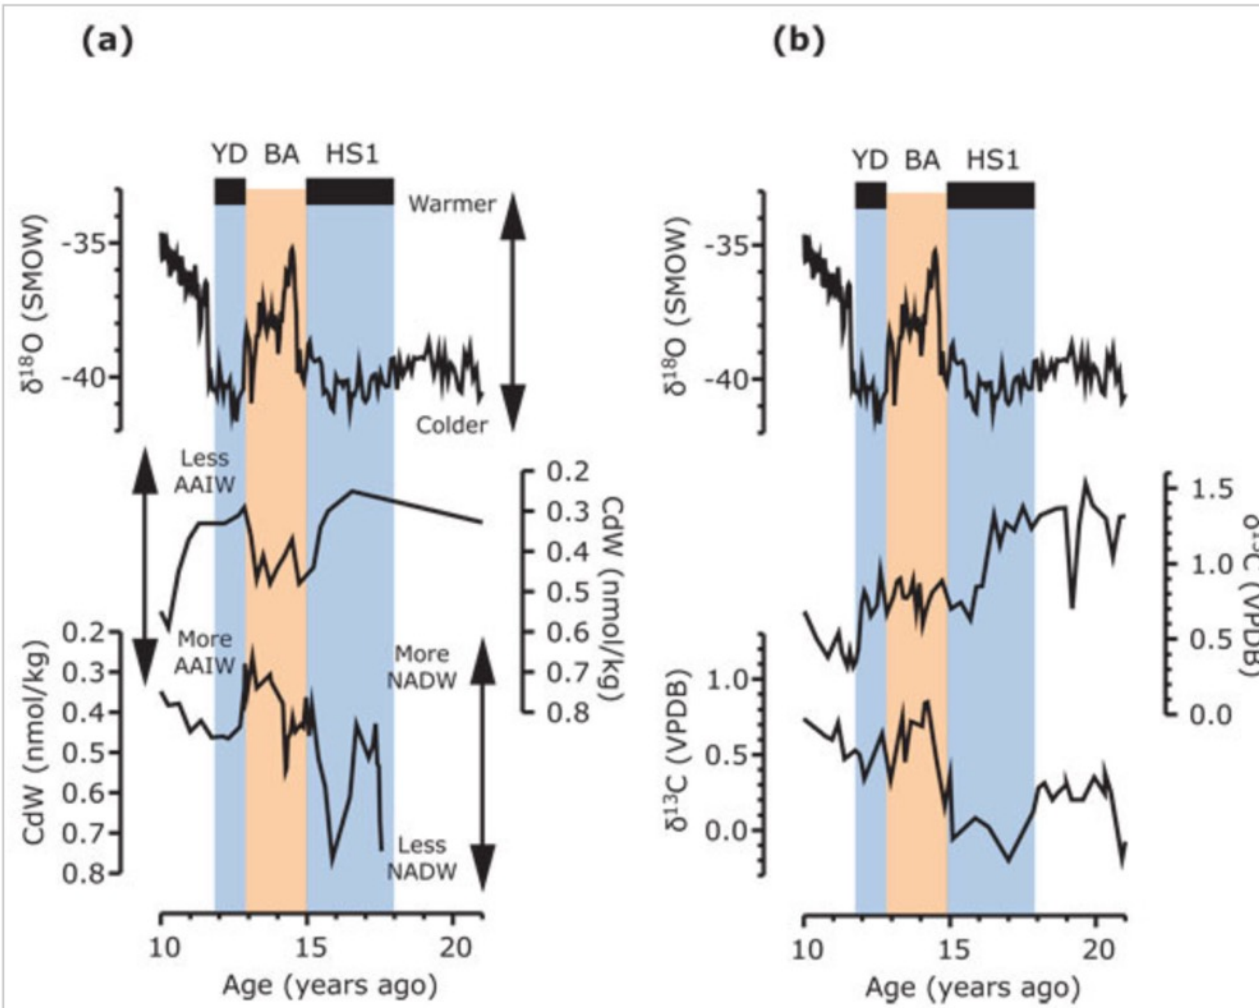 (a)
YD BA HS1
Warmer
-35
-40
δ18O (SMOW)
Colder
Less
AAIW
More
AAIW
0.2
0.3
0.4
0.5
0.6
0.7
0.8
CdW (nmol/kg)
0.2
0.3
0.4
0.5
0.6
0.7
0.8
CdW (nmol/kg)
More
NADW
Less
NADW
10 15 20
Age (years ago)
(b)
YD BA HS1
-35
-40
δ18O (SMOW)
1.5
1.0
0.5
0.0
δ13C (VPDB)
1.0
0.5
0.0
δ13C (VPDB)
10 15 20
Age (years ago)